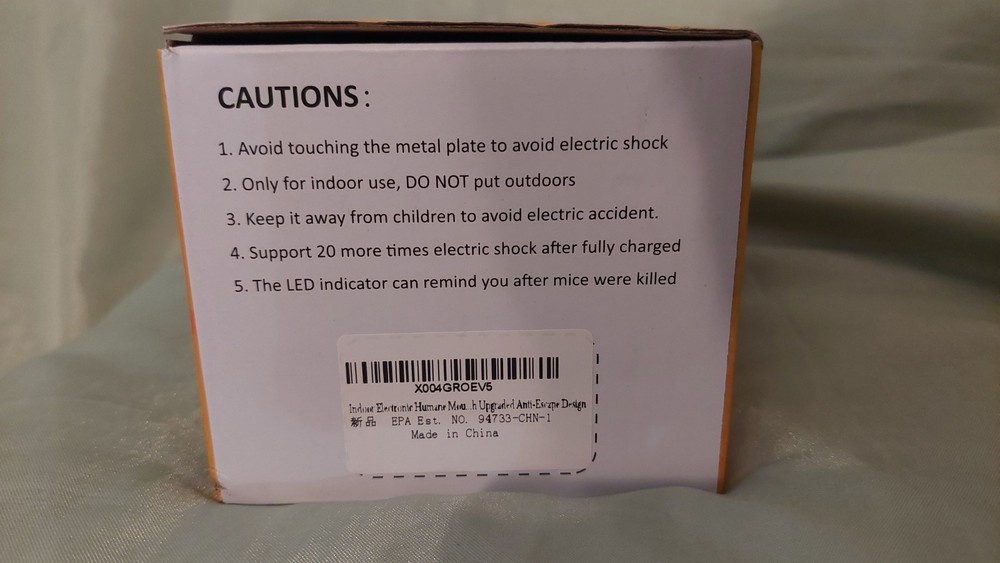 CAUTIONS:
1. Avoid touching the metal plate to avoid electric shock
2. Only for indoor use, DO NOT put outdoors
3. Keep it away from children to avoid electric accident.
4. Support 20 more times electric shock after fully charged
5. The LED indicator can remind you after mice were killed
X004GROEV5
Indoor Electronic Humane Mou...h Upgraded Anti-Escape Design
新品 EPA Est. NO. 94733-CHN-1
Made in China